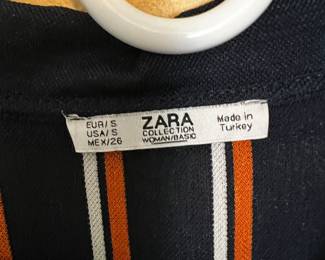 EUR/S
USA/S
MEX/26
ZARA
COLLECTION
WOMAN/BASIC
Made in
Turkey